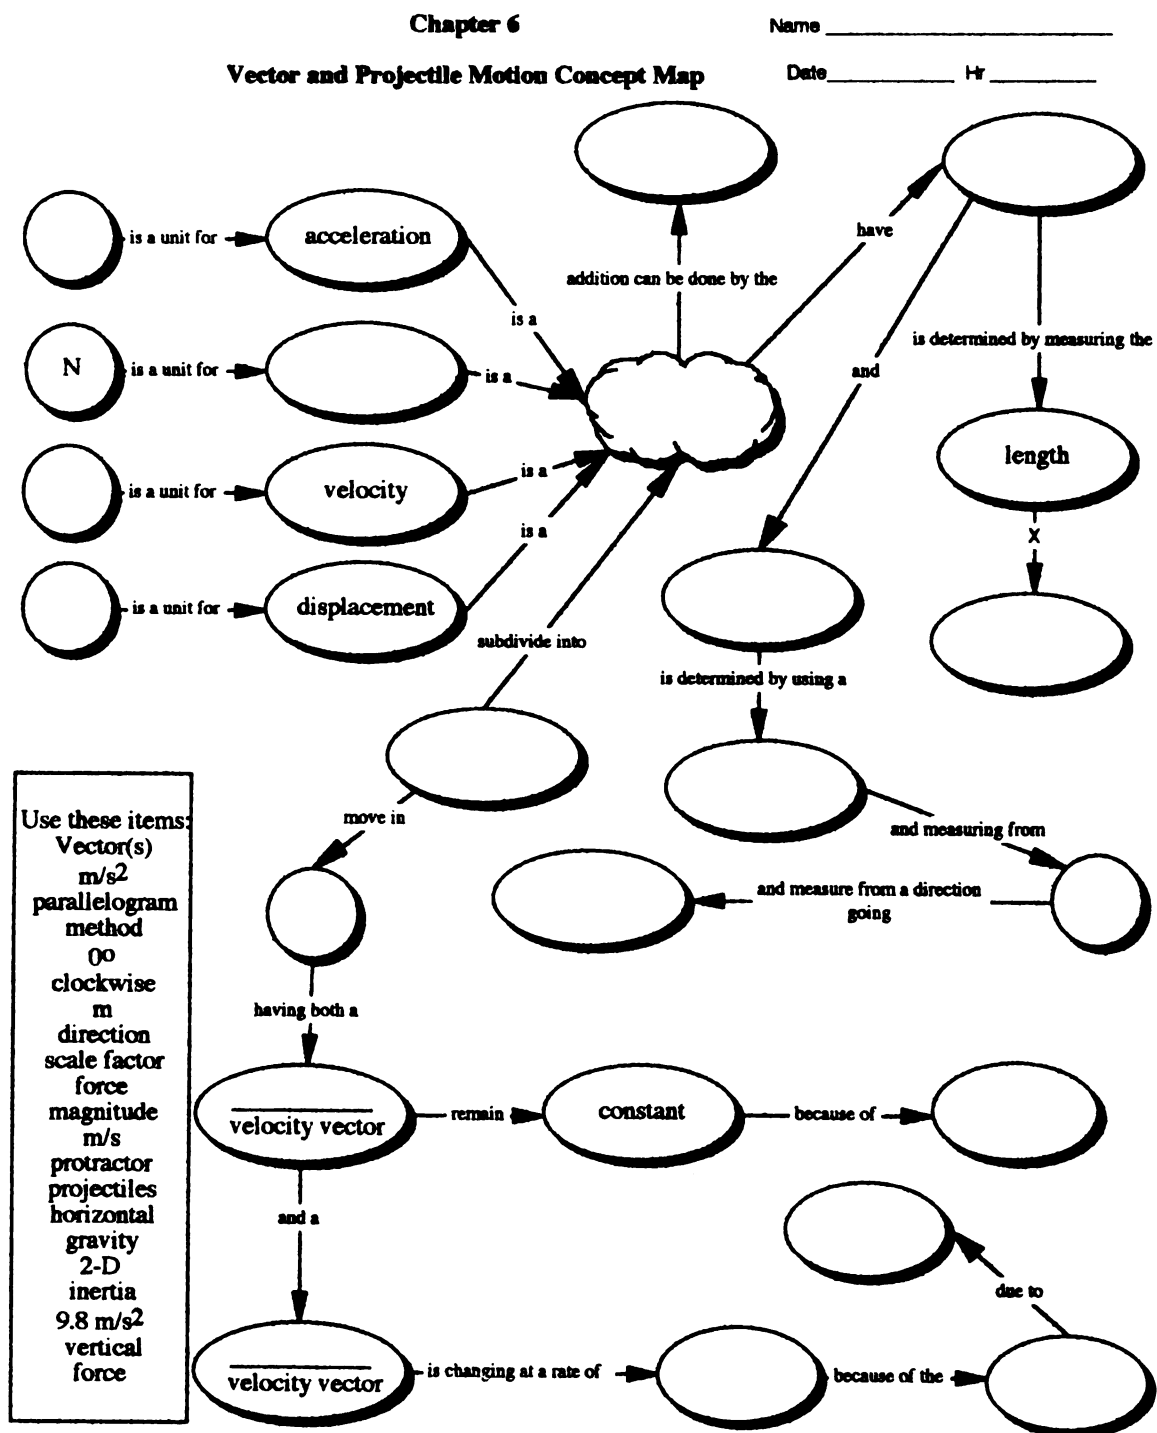 Chapter 6
Name
Vector and Projectile Motion Concept Map
Date Hr
is a unit for
acceleration
have
addition can be done by the
is a
is determined by measuring the
N
is a unit for
is a
and
length
is a unit for
velocity
is a
X
is a
is a unit for
displacement
subdivide into
is determined by using a
move in
and measuring from
and measure from a direction
going
Use these items:
Vector(s)
m/s2
parallelogram
method
0o
clockwise
m
direction
scale factor
force
magnitude
m/s
protractor
projectiles
horizontal
gravity
2-D
inertia
9.8 m/s2
vertical
force
having both a
velocity vector
remain
constant
because of
and a
due to
velocity vector
is changing at a rate of
because of the